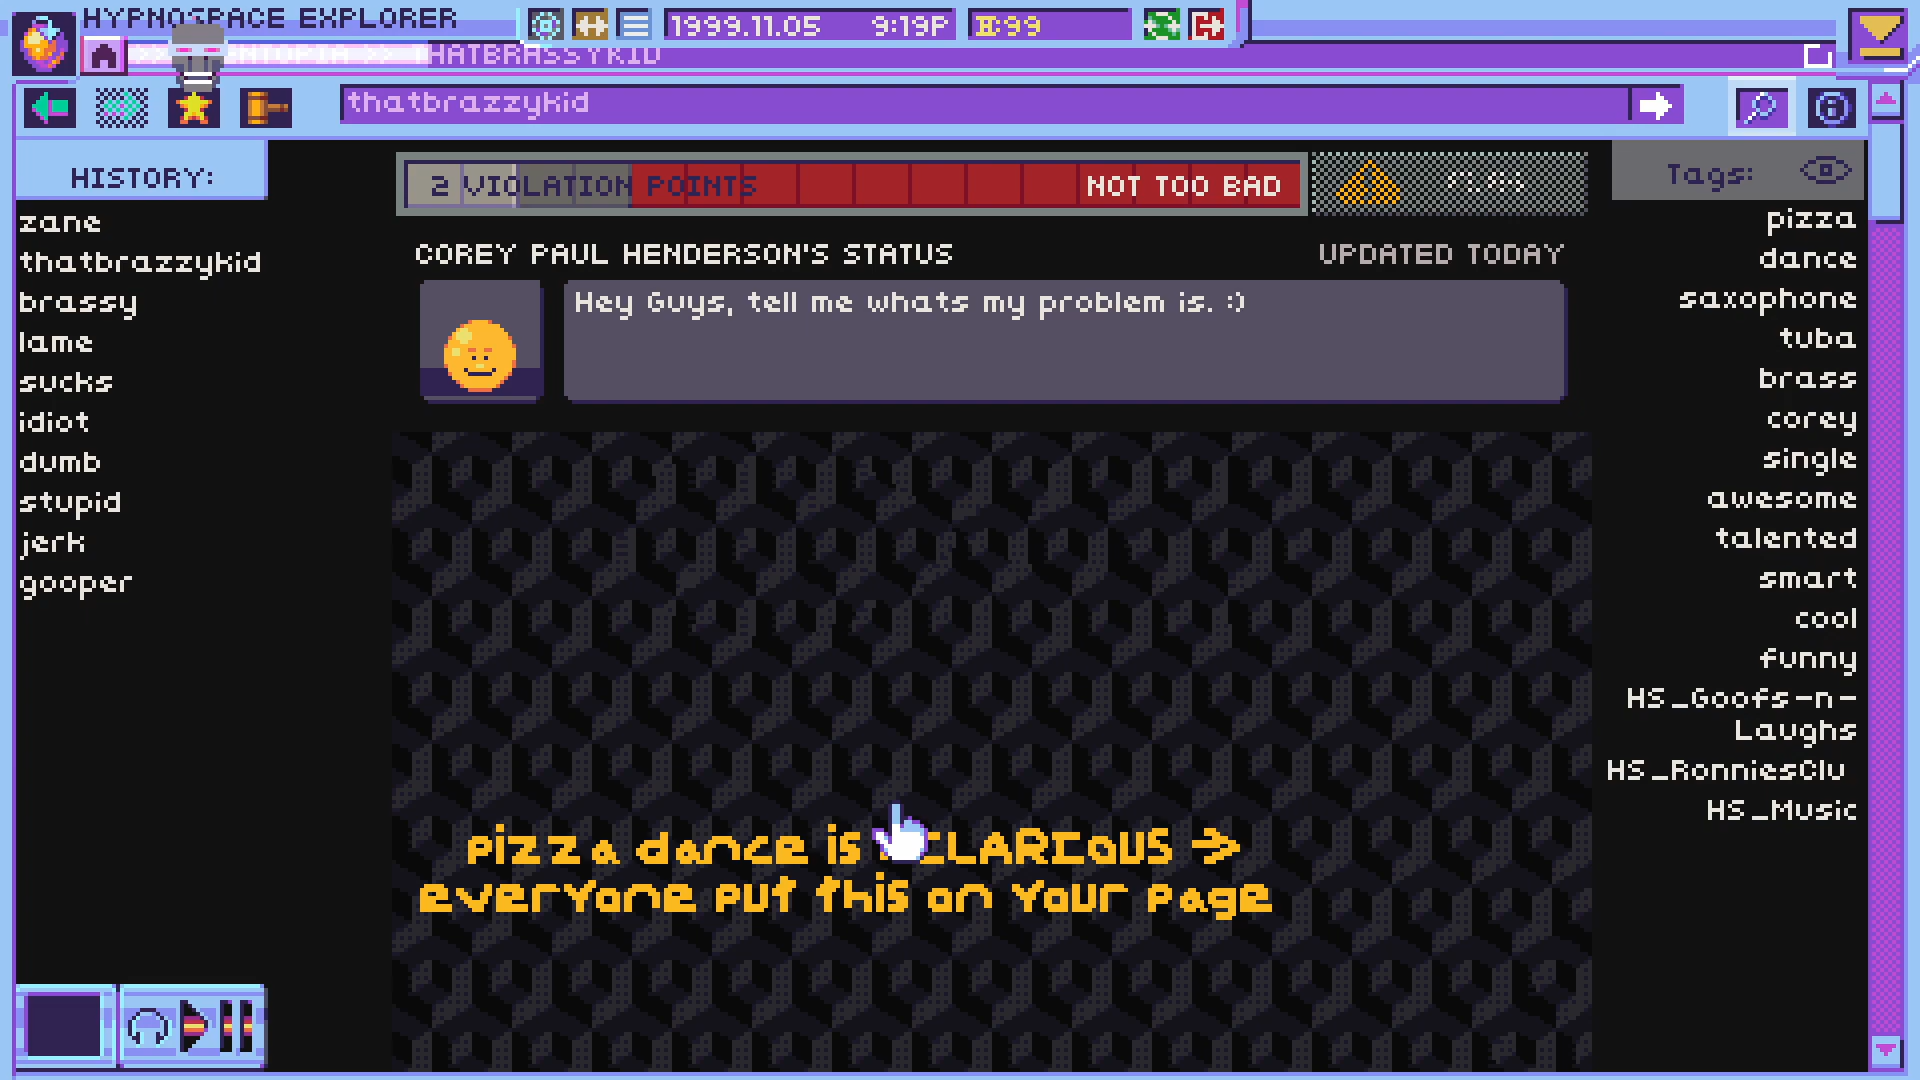 HYPNOSPACE EXPLORER
1999.11.05 9:19P 99
THATBRASSYKID
thatbrazzykid
HISTORY:
zane
thatbrazzykid
brassy
lame
sucks
idiot
dumb
stupid
jerk
gooper
2 VIOLATION POINTS NOT TOO BAD
COREY PAUL HENDERSON'S STATUS UPDATED TODAY
Hey Guys, tell me whats my problem is. :)
pizza dance is
everyone put this on your page
Tags:
pizza
dance
saxophone
tuba
brass
corey
single
awesome
talented
smart
cool
funny
HS_Goofs-n-
Laughs
HS_RonniesClu
HS_Music